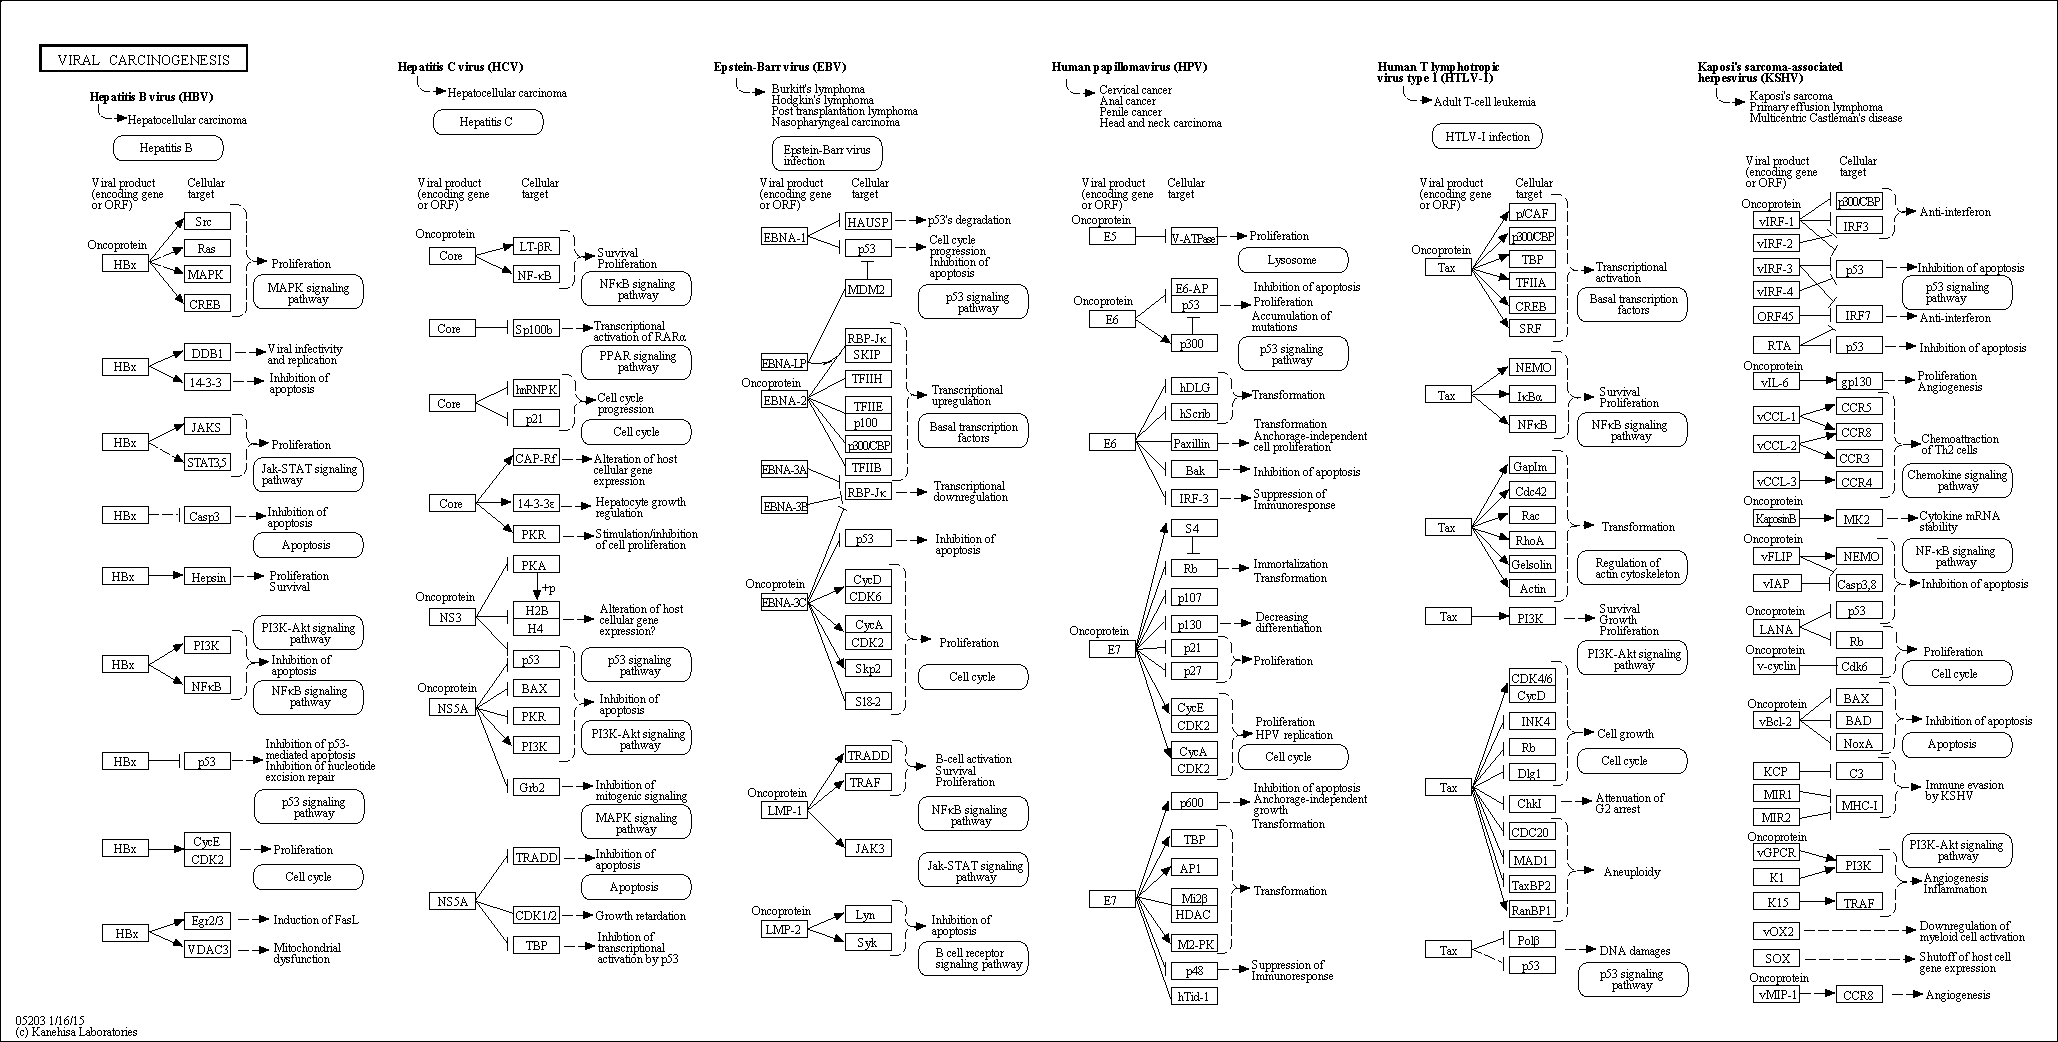 VIRAL CARCINOGENESIS
Hepatitis B virus (HBV)
Hepatocellular carcinoma
Hepatitis B
Viral product
(encoding gene
or ORF)
Cellular
target
Oncoprotein
HBx
Src
Ras
MAPK
CREB
Proliferation
MAPK signaling
pathway
HBx
DDB1
14-3-3
Viral infectivity
and replication
Inhibition of
apoptosis
HBx
JAKS
STAT3,5
Proliferation
Jak-STAT signaling
pathway
HBx
Casp3
Inhibition of
apoptosis
Apoptosis
HBx
Hepsin
Proliferation
Survival
PI3K-Akt signaling
pathway
HBx
PI3K
NFκB
Inhibition of
apoptosis
NFκB signaling
pathway
HBx
p53
Inhibition of p53-
mediated apoptosis
Inhibition of nucleotide
excision repair
p53 signaling
pathway
HBx
CycE
CDK2
Proliferation
Cell cycle
HBx
Egr2/3
VDAC3
Induction of FasL
Mitochondrial
dysfunction
Hepatitis C virus (HCV)
Hepatocellular carcinoma
Hepatitis C
Viral product
(encoding gene
or ORF)
Cellular
target
Oncoprotein
Core
LT-βR
NF-κB
Survival
Proliferation
NFκB signaling
pathway
Core
Sp100b
Transcriptional
activation of RARα
PPAR signaling
pathway
Core
hnRNPK
p21
Cell cycle
progression
Cell cycle
Core
CAP-Rf
14-3-3ε
PKR
Alteration of host
cellular gene
expression
Hepatocyte growth
regulation
Stimulation/inhibition
of cell proliferation
Oncoprotein
NS3
PKA
+p
H2B
H4
Alteration of host
cellular gene
expression?
Oncoprotein
NS5A
p53
BAX
PKR
PI3K
Grb2
p53 signaling
pathway
Inhibition of
apoptosis
PI3K-Akt signaling
pathway
Inhibition of
mitogenic signaling
MAPK signaling
pathway
NS5A
TRADD
CDK1/2
TBP
Inhibition of
apoptosis
Apoptosis
Growth retardation
Inhibition of
transcriptional
activation by p53
Epstein-Barr virus (EBV)
Burkitt's lymphoma
Hodgkin's lymphoma
Post transplantation lymphoma
Nasopharyngeal carcinoma
Epstein-Barr virus
infection
Viral product
(encoding gene
or ORF)
Cellular
target
EBNA-1
HAUSP
p53
MDM2
p53's degradation
Cell cycle
progression
Inhibition of
apoptosis
p53 signaling
pathway
EBNA-LP
Oncoprotein
EBNA-2
RBP-Jκ
SKIP
TFIIH
TFIIE
p100
p300/CBP
TFIIB
Transcriptional
upregulation
Basal transcription
factors
EBNA-3A
EBNA-3B
RBP-Jκ
Transcriptional
downregulation
Oncoprotein
EBNA-3C
p53
Inhibition of
apoptosis
CycD
CDK6
CycA
CDK2
Skp2
S18-2
Proliferation
Cell cycle
Oncoprotein
LMP-1
TRADD
TRAF
JAK3
B-cell activation
Survival
Proliferation
NFκB signaling
pathway
Jak-STAT signaling
pathway
Oncoprotein
LMP-2
Lyn
Syk
Inhibition of
apoptosis
B cell receptor
signaling pathway
Human papillomavirus (HPV)
Cervical cancer
Anal cancer
Penile cancer
Head and neck carcinoma
Viral product
(encoding gene
or ORF)
Cellular
target
Oncoprotein
E5
V-ATPase
Proliferation
Lysosome
Oncoprotein
E6
E6-AP
p53
p300
Inhibition of apoptosis
Proliferation
Accumulation of
mutations
p53 signaling
pathway
Oncoprotein
E6
hDLG
hScrib
Paxillin
Bak
IRF-3
Transformation
Transformation
Anchorage-independent
cell proliferation
Inhibition of apoptosis
Suppression of
Immunoresponse
Oncoprotein
E7
S4
Rb
p107
p130
p21
p27
CycE
CDK2
CycA
CDK2
Immortalization
Transformation
Decreasing
differentiation
Proliferation
Proliferation
HPV replication
Cell cycle
E7
p600
TBP
AP1
Mi2β
HDAC
M2-PK
p48
hTid-1
Inhibition of apoptosis
Anchorage-independent
growth
Transformation
Transformation
Suppression of
Immunoresponse
Human T lymphotropic
virus type 1 (HTLV-1)
Adult T-cell leukemia
HTLV-I infection
Viral product
(encoding gene
or ORF)
Cellular
target
Oncoprotein
Tax
p/CAF
p300/CBP
TBP
TFIIA
CREB
SRF
Transcriptional
activation
Basal transcription
factors
Tax
NEMO
IκBα
NFκB
Survival
Proliferation
NFκB signaling
pathway
Tax
GapIm
Cdc42
Rac
RhoA
Gelsolin
Actin
Transformation
Regulation of
actin cytoskeleton
Tax
PI3K
Survival
Growth
Proliferation
PI3K-Akt signaling
pathway
Tax
CDK4/6
CycD
INK4
Rb
Dlg1
ChkI
CDC20
MAD1
TaxBP2
RanBP1
Cell growth
Cell cycle
Attenuation of
G2 arrest
Aneuploidy
Tax
Polβ
p53
DNA damages
p53 signaling
pathway
Kaposi's sarcoma-associated
herpesvirus (KSHV)
Kaposi's sarcoma
Primary effusion lymphoma
Multicentric Castleman's disease
Viral product
(encoding gene
or ORF)
Cellular
target
Oncoprotein
vIRF-1
vIRF-2
vIRF-3
vIRF-4
ORF45
RTA
p300/CBP
IRF3
p53
IRF7
p53
Anti-interferon
Inhibition of apoptosis
p53 signaling
pathway
Anti-interferon
Inhibition of apoptosis
Oncoprotein
vIL-6
gp130
Proliferation
Angiogenesis
vCCL-1
vCCL-2
vCCL-3
CCR5
CCR8
CCR3
CCR4
Chemoattraction
of Th2 cells
Chemokine signaling
pathway
Oncoprotein
KaposinB
MK2
Cytokine mRNA
stability
Oncoprotein
vFLIP
vIAP
NEMO
Casp3,8
NF-κB signaling
pathway
Inhibition of apoptosis
Oncoprotein
LANA
p53
Rb
Oncoprotein
v-cyclin
Cdk6
Proliferation
Cell cycle
Oncoprotein
vBcl-2
BAX
BAD
NoxA
Inhibition of apoptosis
Apoptosis
KCP
MIR1
MIR2
C3
MHC-I
Immune evasion
by KSHV
Oncoprotein
vGPCR
K1
K15
PI3K
TRAF
PI3K-Akt signaling
pathway
Angiogenesis
Inflammation
vOX2
Downregulation of
myeloid cell activation
SOX
Shutoff of host cell
gene expression
Oncoprotein
vMIP-1
CCR8
Angiogenesis
05203 1/16/15
(c) Kanehisa Laboratories